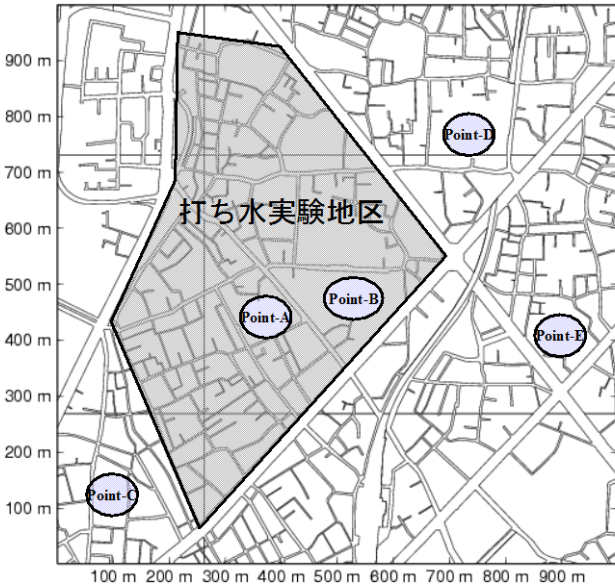 900 m
800 m
Point-D
700 m
打ち水実験地区
600 m
500 m
Point-B
Point-A
400 m
Point-E
300 m
200 m
Point-C
100 m
100 m 200 m 300 m 400 m 500 m 600 m 700 m 800 m 900 m